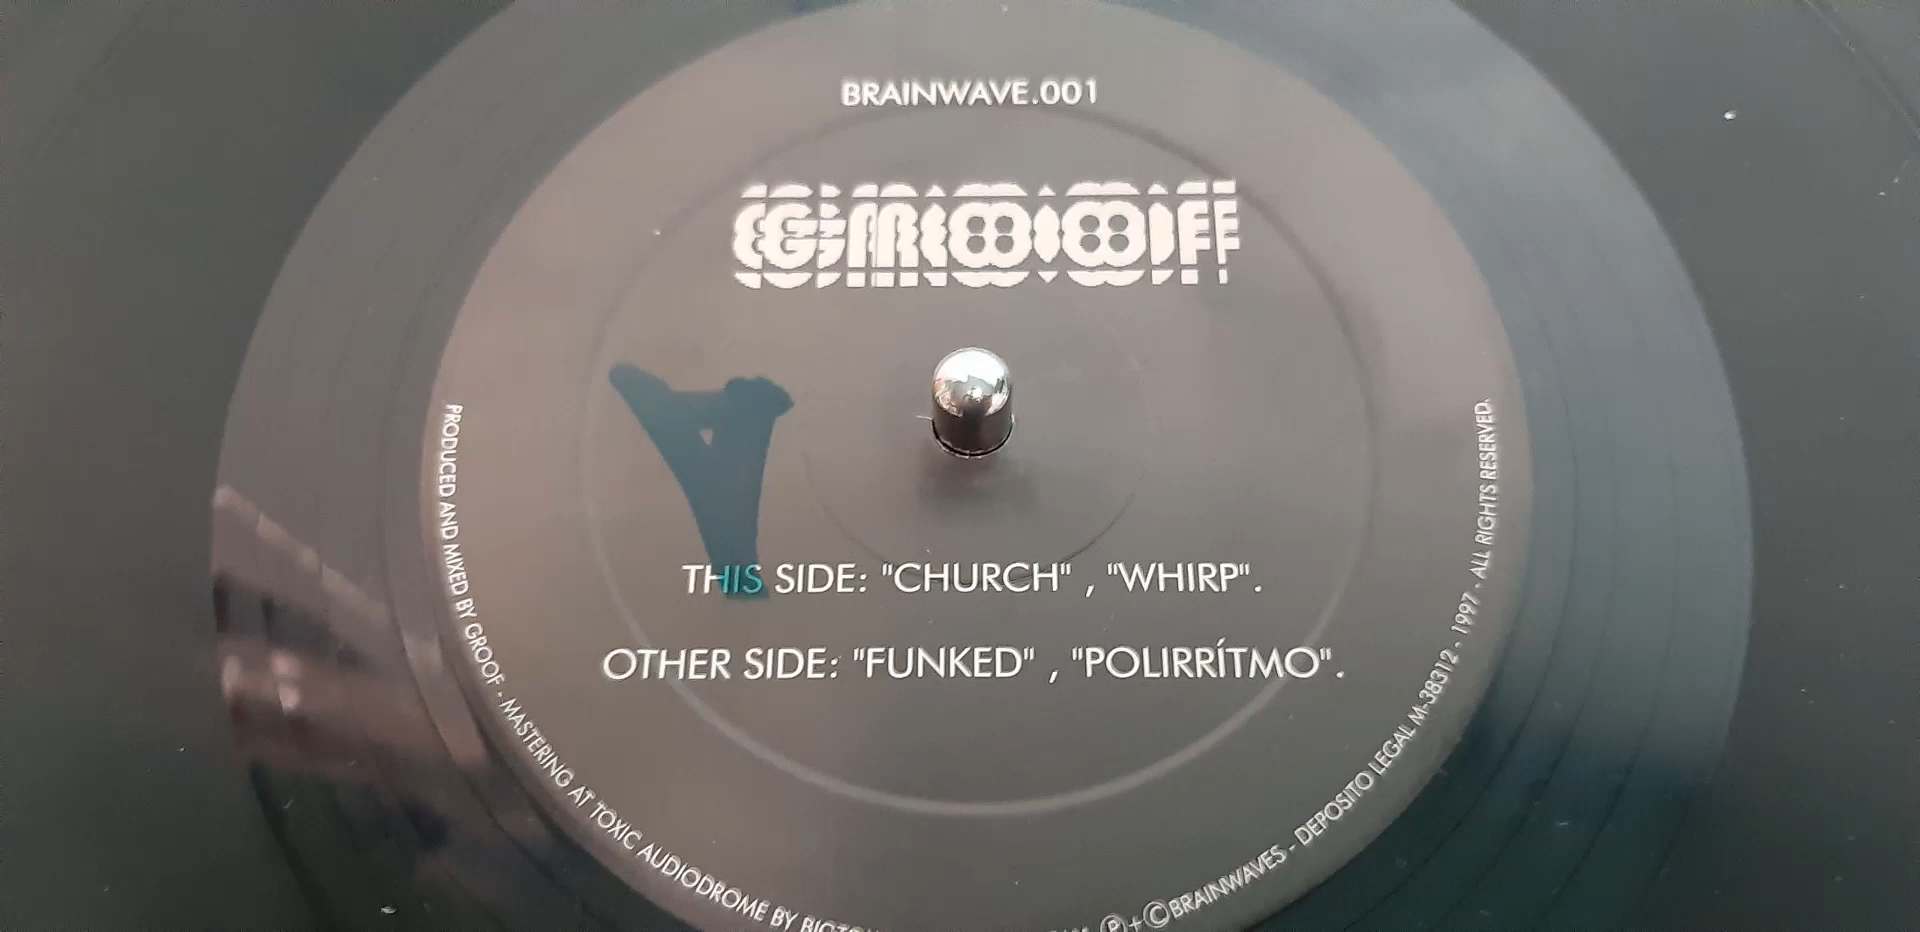 BRAINWAVE.001
GROOF
THIS SIDE: "CHURCH" , "WHIRP".
OTHER SIDE: "FUNKED" , "POLIRRÍTMO".
PRODUCED AND MIXED BY GROOF - MASTERING AT TOXIC AUDIODROME BY
Ⓟ+ⒸBRAINWAVES - DEPOSITO LEGAL M-38312 - 1997 - ALL RIGHTS RESERVED.